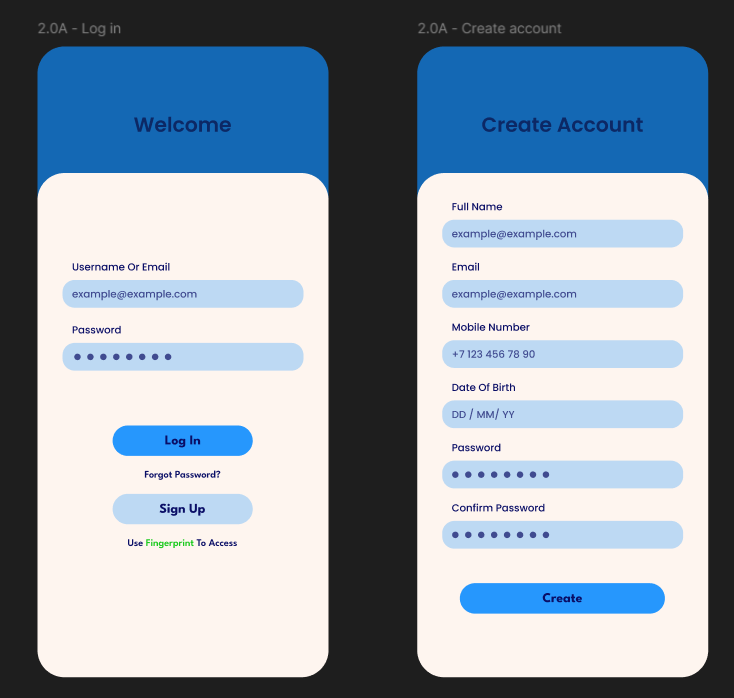 2.0A - Log in
Welcome
Username Or Email
example@example.com
Password
Log In
Forgot Password?
Sign Up
Use Fingerprint To Access
2.0A - Create account
Create Account
Full Name
example@example.com
Email
example@example.com
Mobile Number
+7 123 456 78 90
Date Of Birth
DD / MM/ YY
Password
Confirm Password
Create